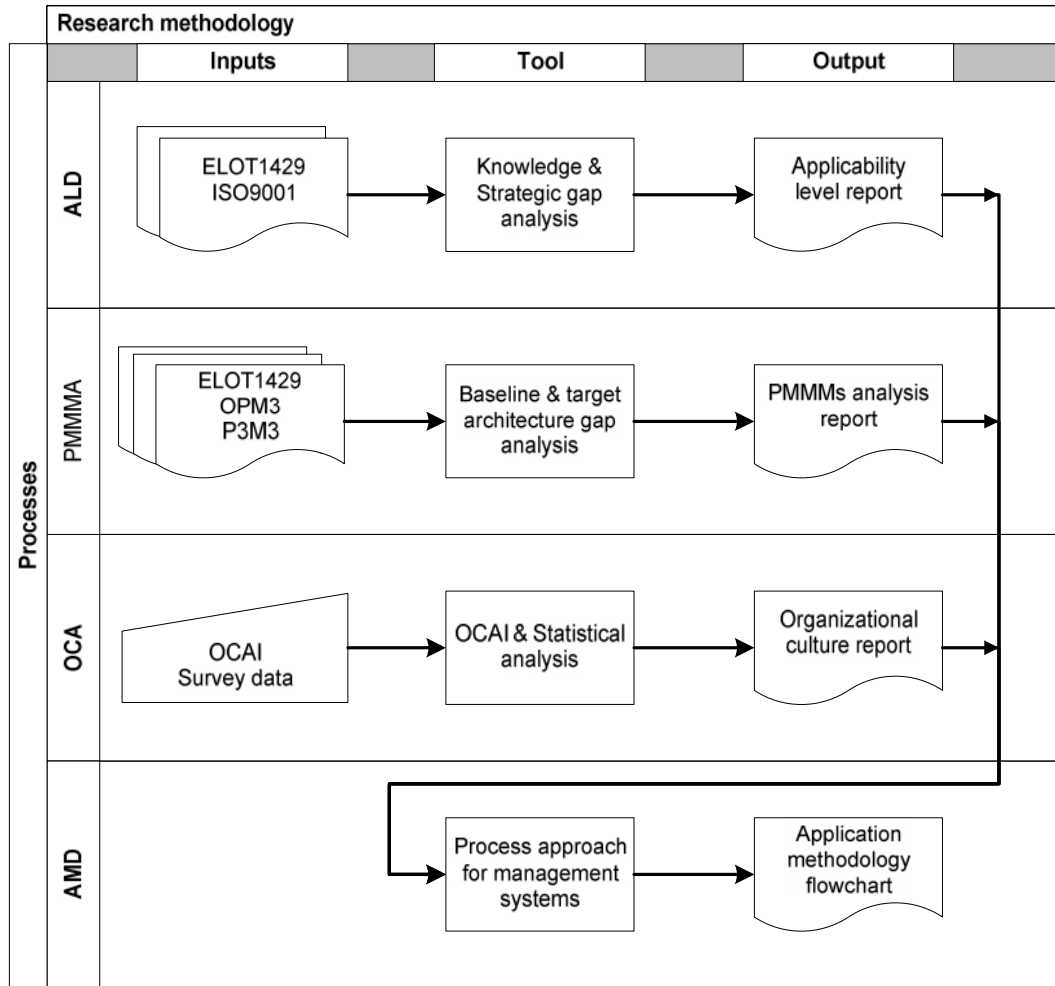 Research methodology
Inputs
Tool
Output
Processes
ALD
ELOT1429
ISO9001
Knowledge &
Strategic gap
analysis
Applicability
level report
PMMMA
ELOT1429
OPM3
P3M3
Baseline & target
architecture gap
analysis
PMMMs analysis
report
OCA
OCAI
Survey data
OCAI & Statistical
analysis
Organizational
culture report
AMD
Process approach
for management
systems
Application
methodology
flowchart